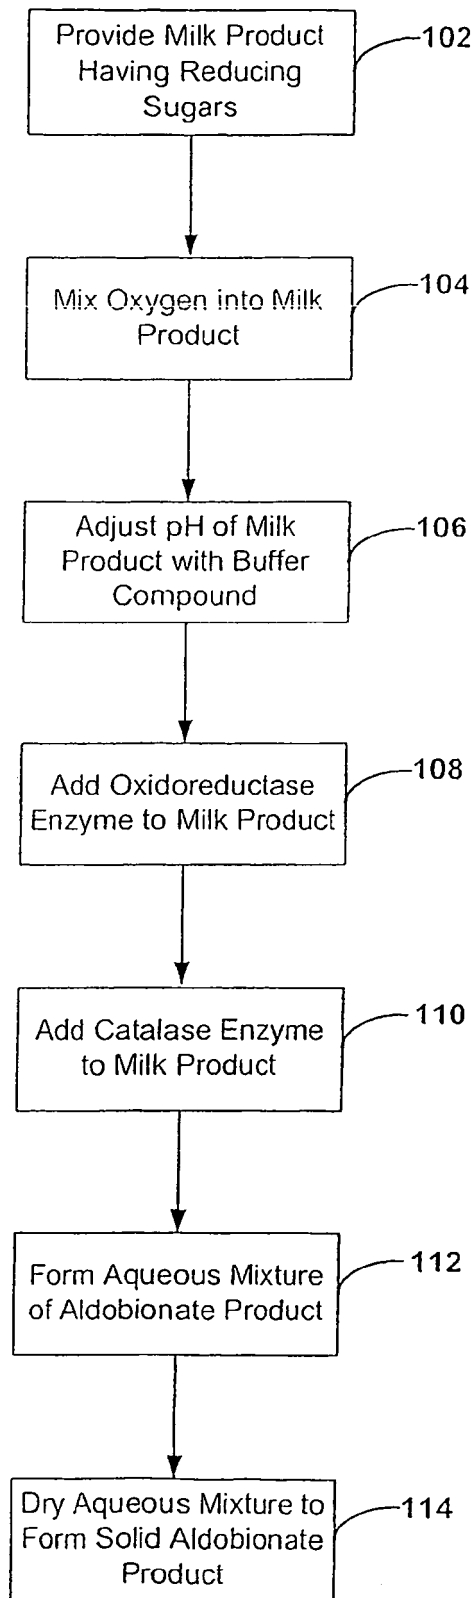 Provide Milk Product
Having Reducing
Sugars
102
Mix Oxygen into Milk
Product
104
Adjust pH of Milk
Product with Buffer
Compound
106
Add Oxidoreductase
Enzyme to Milk Product
108
Add Catalase Enzyme
to Milk Product
110
Form Aqueous Mixture
of Aldobionate Product
112
Dry Aqueous Mixture to
Form Solid Aldobionate
Product
114